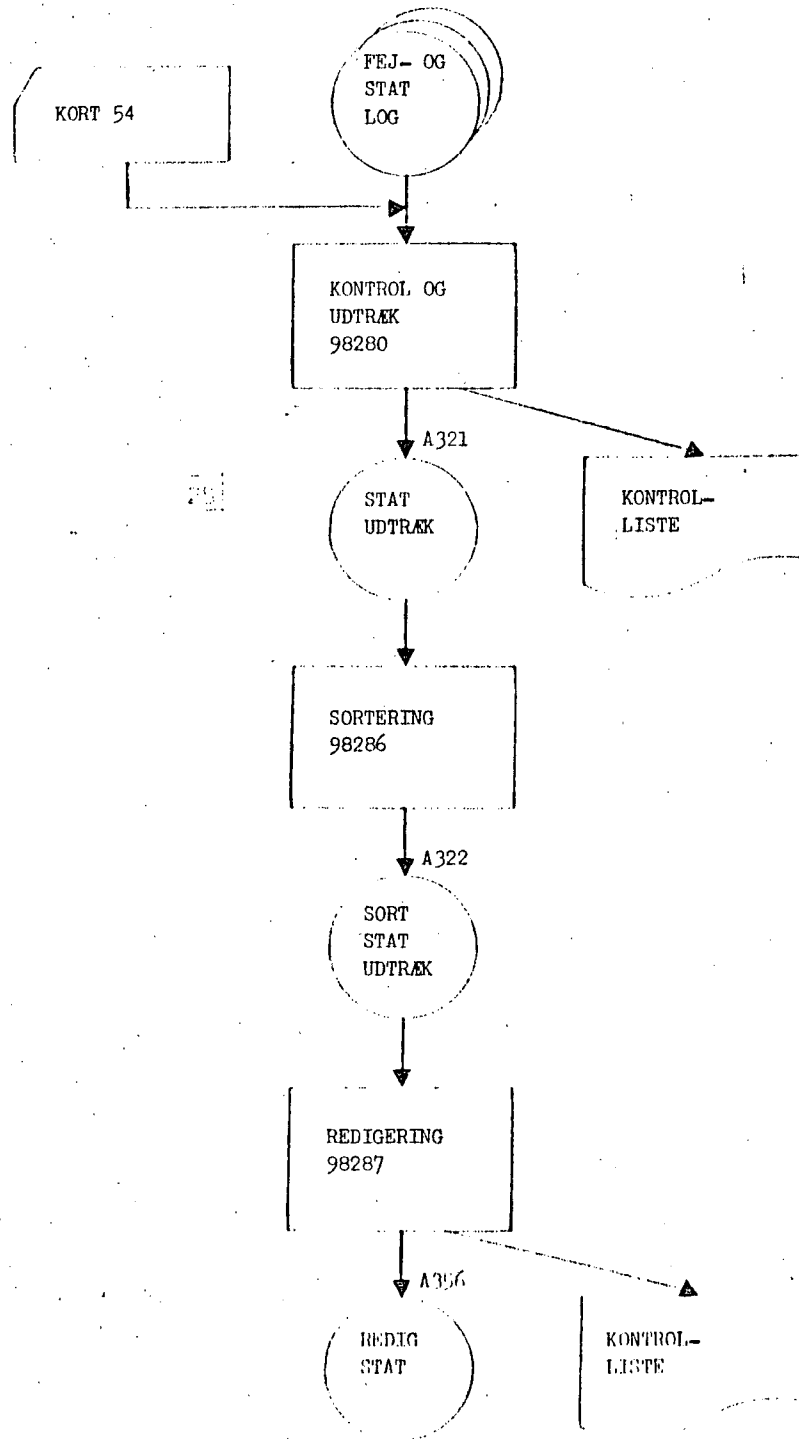 FEJ- OG
STAT
LOG
KORT 54
KONTROL OG
UDTRÆK
98280
A321
STAT
UDTRÆK
KONTROL-
LISTE
SORTERING
98286
A322
SORT
STAT
UDTRÆK
REDIGERING
98287
A356
REDIG
STAT
KONTROL-
LISTE